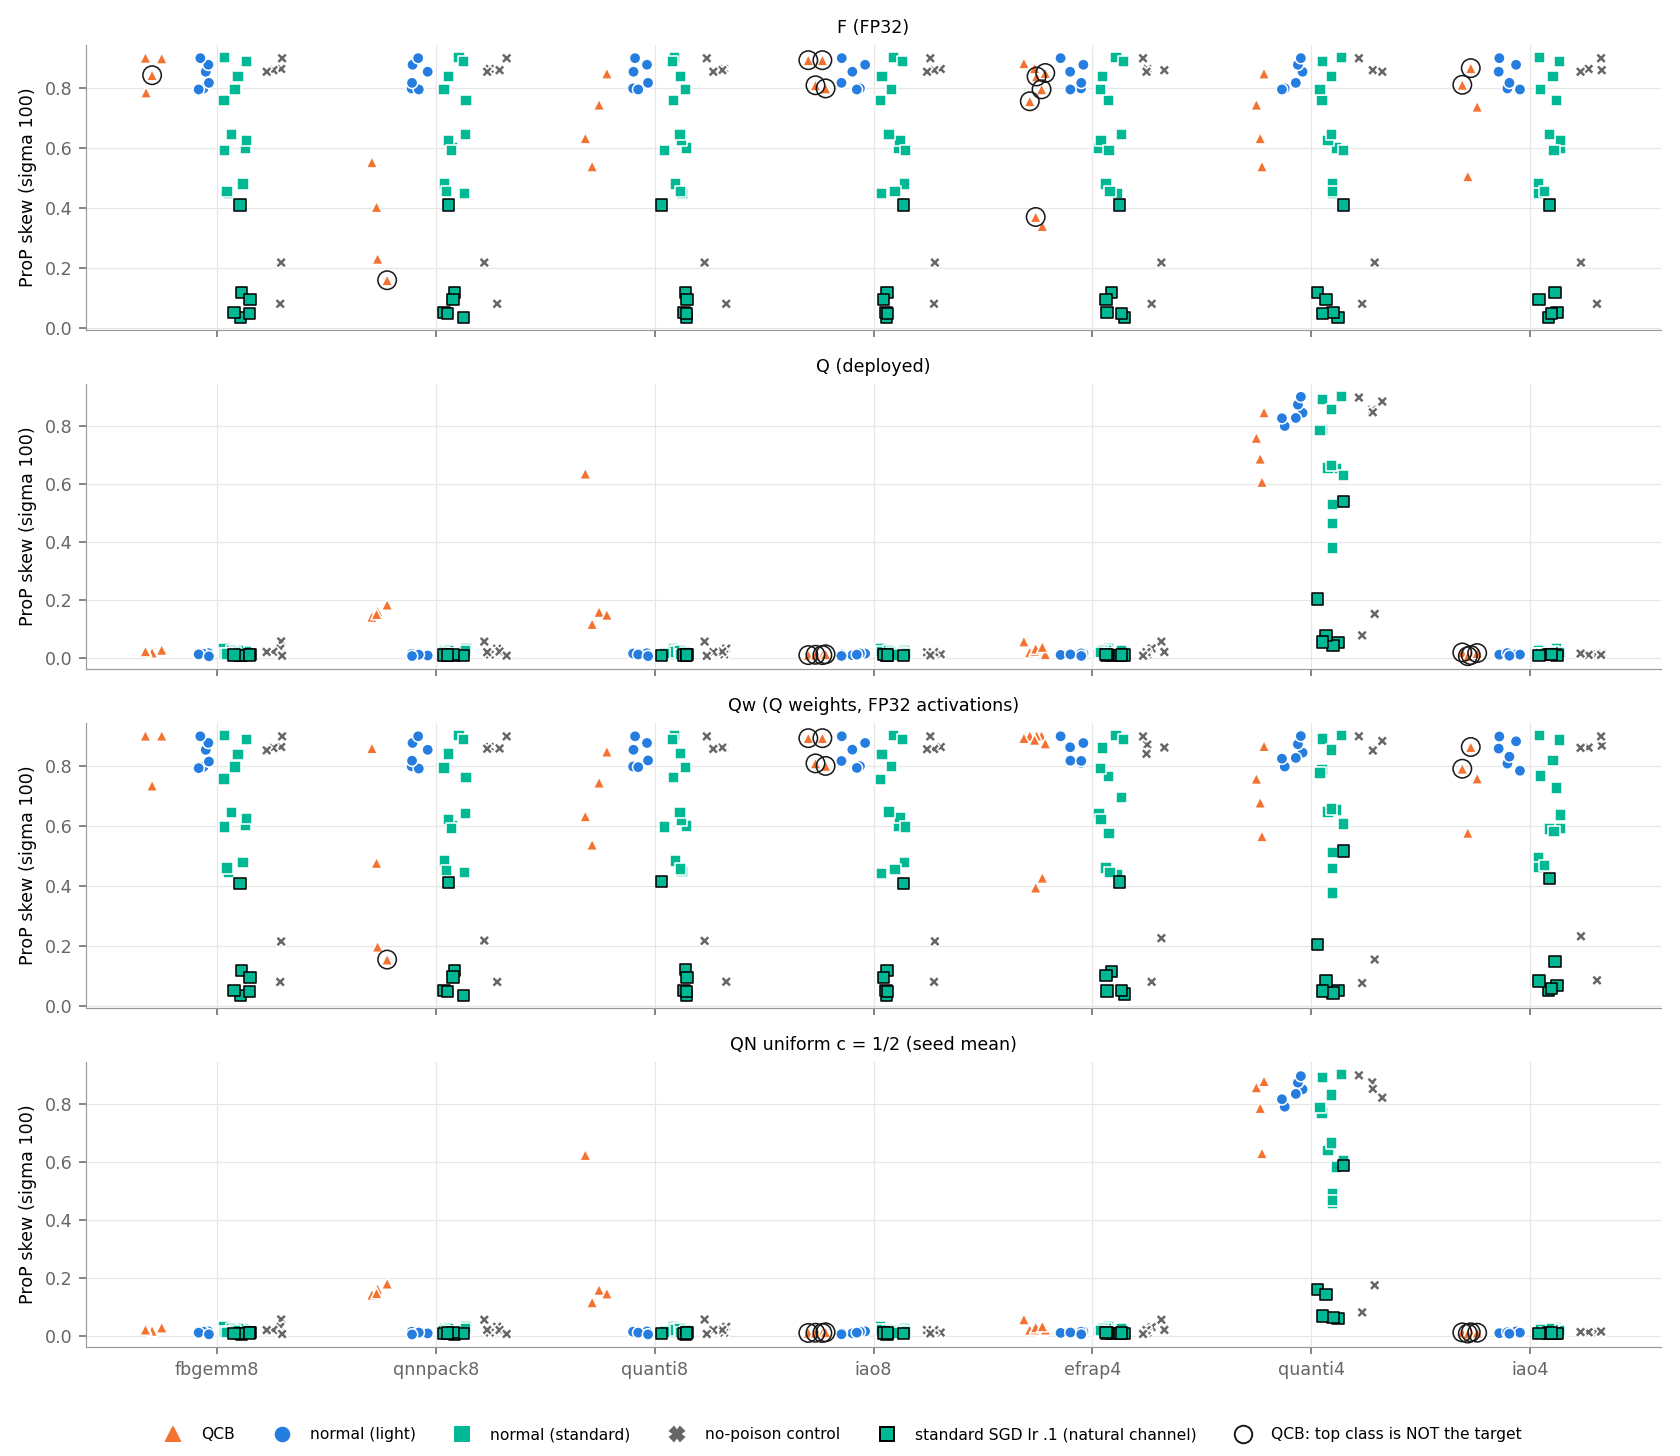 F (FP32)
ProP skew (sigma 100)
0.8
0.6
0.4
0.2
0.0
Q (deployed)
ProP skew (sigma 100)
0.8
0.6
0.4
0.2
0.0
Qw (Q weights, FP32 activations)
ProP skew (sigma 100)
0.8
0.6
0.4
0.2
0.0
QN uniform c = 1/2 (seed mean)
ProP skew (sigma 100)
0.8
0.6
0.4
0.2
0.0
fbgemm8 qnnpack8 quanti8 iao8 efrap4 quanti4 iao4
QCB normal (light) normal (standard) no-poison control standard SGD lr .1 (natural channel) QCB: top class is NOT the target